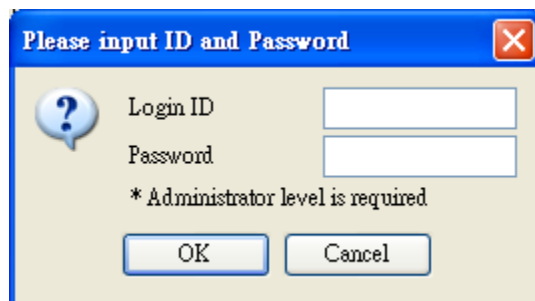 Please input ID and Password
Login ID
Password
* Administrator level is required
OK
Cancel